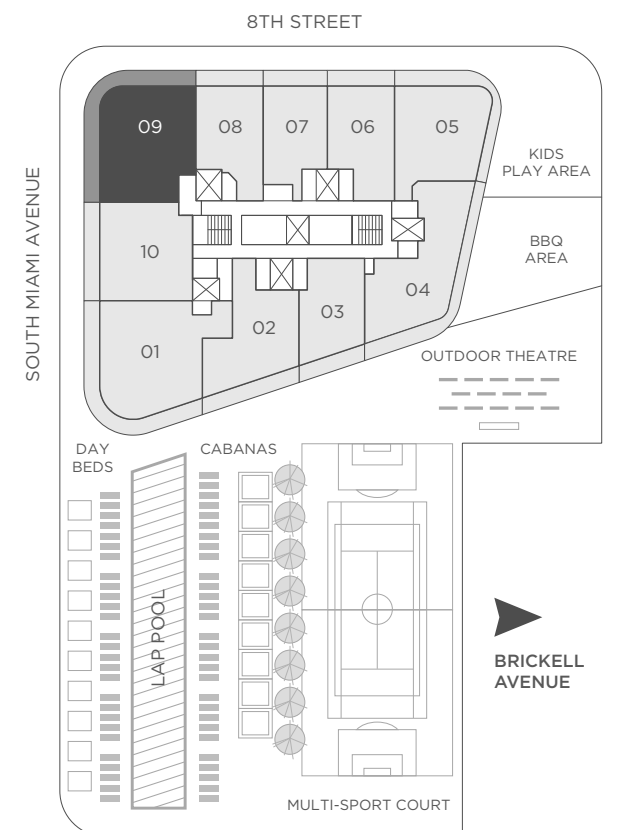 8TH STREET
SOUTH MIAMI AVENUE
09
08
07
06
05
KIDS
PLAY AREA
10
BBQ
AREA
04
03
02
01
OUTDOOR THEATRE
DAY
BEDS
CABANAS
LAP POOL
BRICKELL
AVENUE
MULTI-SPORT COURT